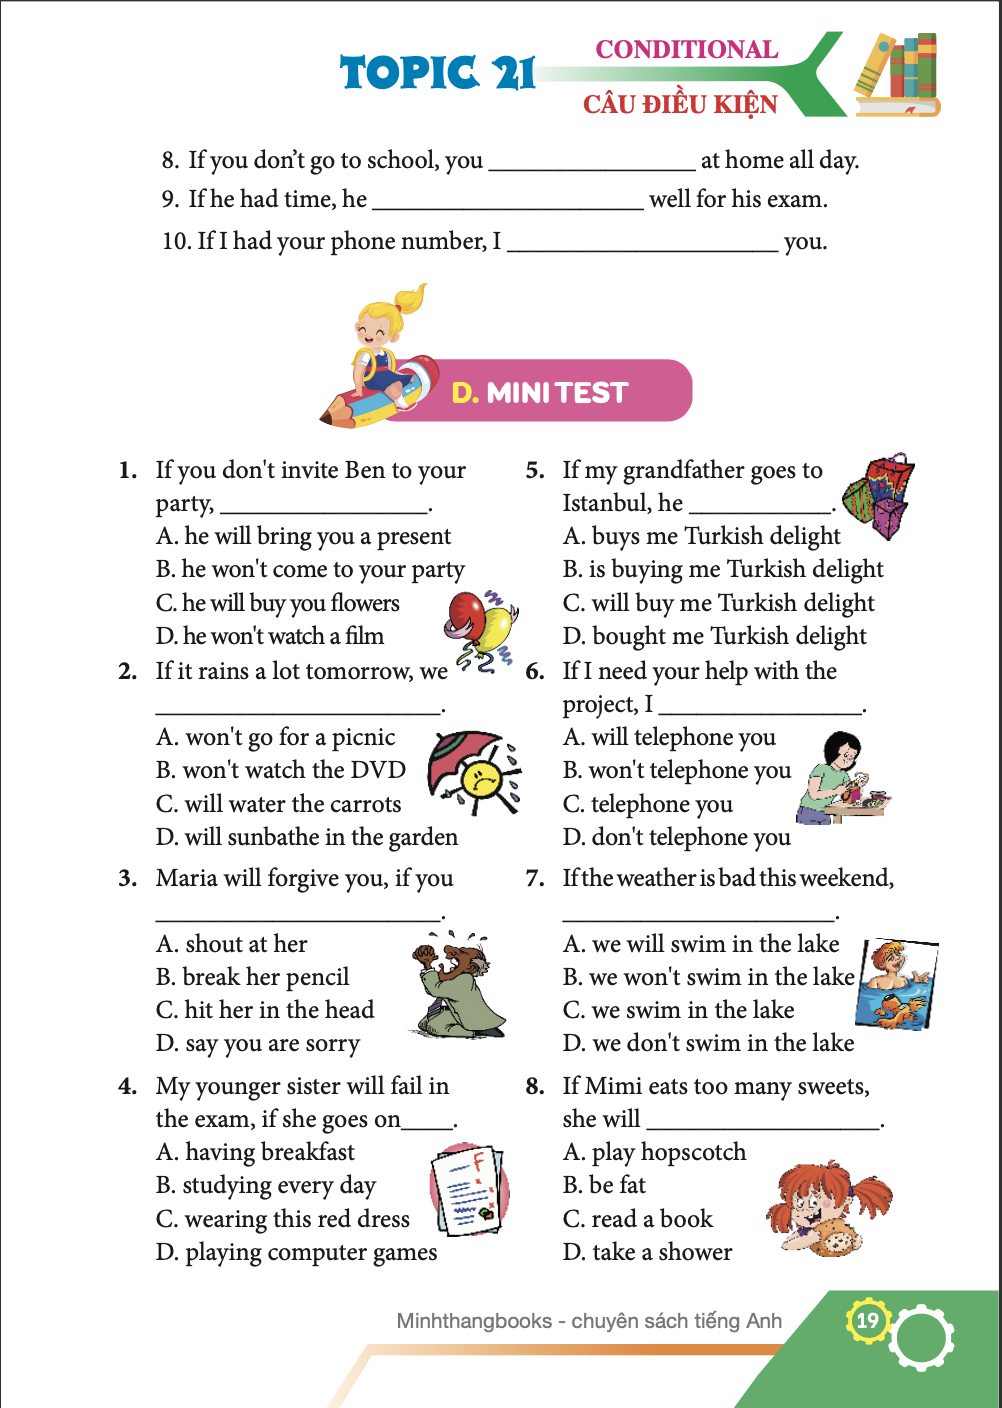 TOPIC 21
CONDITIONAL
CÂU ĐIỀU KIỆN
8. If you don't go to school, you ________________ at home all day.
9. If he had time, he _____________________ well for his exam.
10. If I had your phone number, I _____________________ you.
D. MINI TEST
1. If you don't invite Ben to your
party, ________________.
A. he will bring you a present
B. he won't come to your party
C. he will buy you flowers
D. he won't watch a film
2. If it rains a lot tomorrow, we
______________________.
A. won't go for a picnic
B. won't watch the DVD
C. will water the carrots
D. will sunbathe in the garden
3. Maria will forgive you, if you
______________________.
A. shout at her
B. break her pencil
C. hit her in the head
D. say you are sorry
4. My younger sister will fail in
the exam, if she goes on____.
A. having breakfast
B. studying every day
C. wearing this red dress
D. playing computer games
F
5. If my grandfather goes to
Istanbul, he ___________.
A. buys me Turkish delight
B. is buying me Turkish delight
C. will buy me Turkish delight
D. bought me Turkish delight
6. If I need your help with the
project, I ________________.
A. will telephone you
B. won't telephone you
C. telephone you
D. don't telephone you
7. If the weather is bad this weekend,
_____________________.
A. we will swim in the lake
B. we won't swim in the lake
C. we swim in the lake
D. we don't swim in the lake
8. If Mimi eats too many sweets,
she will __________________.
A. play hopscotch
B. be fat
C. read a book
D. take a shower
Minhthangbooks - chuyên sách tiếng Anh
19